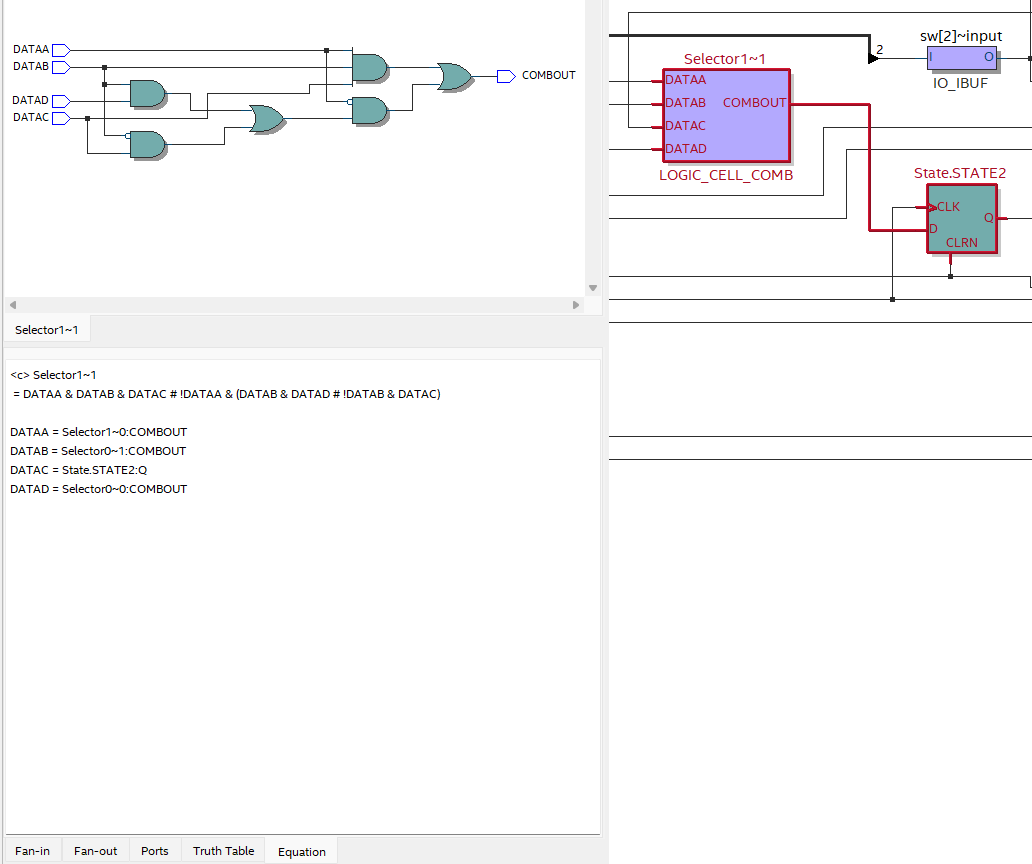 DATAA
DATAB
DATAD
DATAC
COMBOUT
Selector1~1
DATAA
DATAB COMBOUT
DATAC
DATAD
LOGIC_CELL_COMB
2
sw[2]~input
I O
IO_IBUF
State.STATE2
CLK
Q
D
CLRN
Selector1~1
<c> Selector1~1
= DATAA & DATAB & DATAC # !DATAA & (DATAB & DATAD # !DATAB & DATAC)
DATAA = Selector1~0:COMBOUT
DATAB = Selector0~1:COMBOUT
DATAC = State.STATE2:Q
DATAD = Selector0~0:COMBOUT
Fan-in Fan-out Ports Truth Table Equation